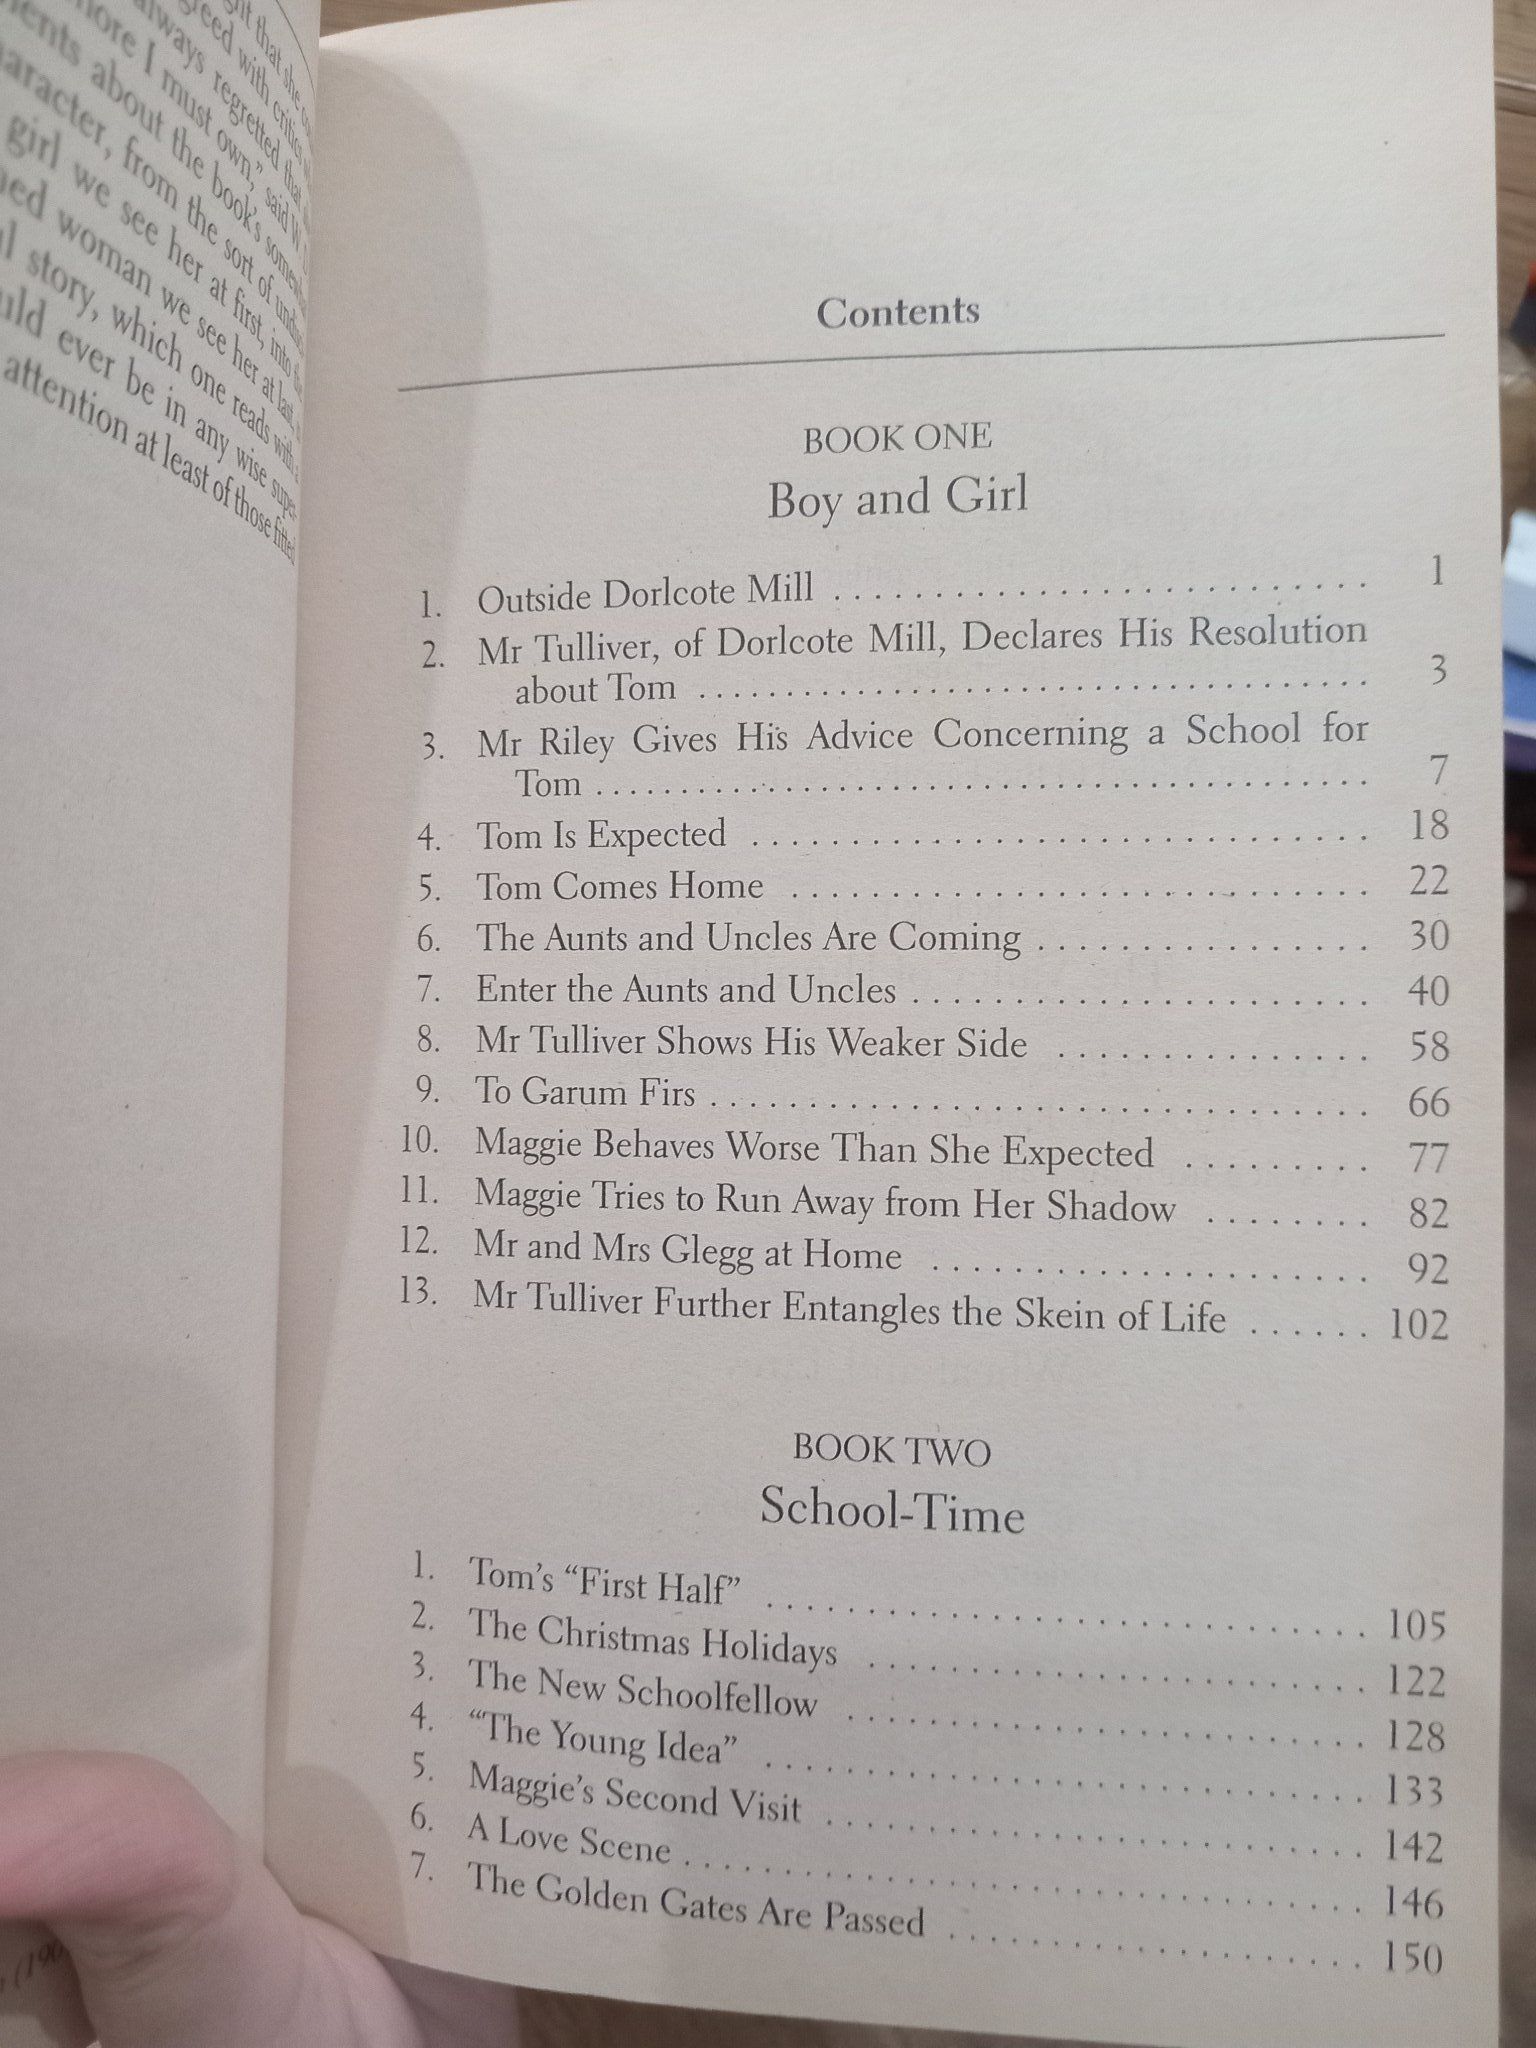 ght that she
greed with critics
always regretted that
more I must own,” said W. D.
ments about the book’s
character, from the sort of
girl we see her at first, into the
woman we see her at last,
story, which one reads with a
ever be in any wise super-
attention at least of those fitted
Contents
BOOK ONE
Boy and Girl
1. Outside Dorlcote Mill . . . . . . . . . . . . . . . . . . . . . . . . . . . 1
2. Mr Tulliver, of Dorlcote Mill, Declares His Resolution
about Tom . . . . . . . . . . . . . . . . . . . . . . . . . . . . . . . . . . 3
3. Mr Riley Gives His Advice Concerning a School for
Tom . . . . . . . . . . . . . . . . . . . . . . . . . . . . . . . . . . . . . . . 7
4. Tom Is Expected . . . . . . . . . . . . . . . . . . . . . . . . . . . . . . . 18
5. Tom Comes Home . . . . . . . . . . . . . . . . . . . . . . . . . . . . . 22
6. The Aunts and Uncles Are Coming . . . . . . . . . . . . . . . . . 30
7. Enter the Aunts and Uncles . . . . . . . . . . . . . . . . . . . . . . . 40
8. Mr Tulliver Shows His Weaker Side . . . . . . . . . . . . . . . . 58
9. To Garum Firs . . . . . . . . . . . . . . . . . . . . . . . . . . . . . . . . . 66
10. Maggie Behaves Worse Than She Expected . . . . . . . . . 77
11. Maggie Tries to Run Away from Her Shadow . . . . . . . . 82
12. Mr and Mrs Glegg at Home . . . . . . . . . . . . . . . . . . . . . . 92
13. Mr Tulliver Further Entangles the Skein of Life . . . . . . 102
BOOK TWO
School-Time
1. Tom’s “First Half” . . . . . . . . . . . . . . . . . . . . . . . . . . . . . . 105
2. The Christmas Holidays . . . . . . . . . . . . . . . . . . . . . . . . . 122
3. The New Schoolfellow . . . . . . . . . . . . . . . . . . . . . . . . . . 128
4. “The Young Idea” . . . . . . . . . . . . . . . . . . . . . . . . . . . . . . 133
5. Maggie’s Second Visit . . . . . . . . . . . . . . . . . . . . . . . . . . . 142
6. A Love Scene . . . . . . . . . . . . . . . . . . . . . . . . . . . . . . . . . . 146
7. The Golden Gates Are Passed . . . . . . . . . . . . . . . . . . . . . 150